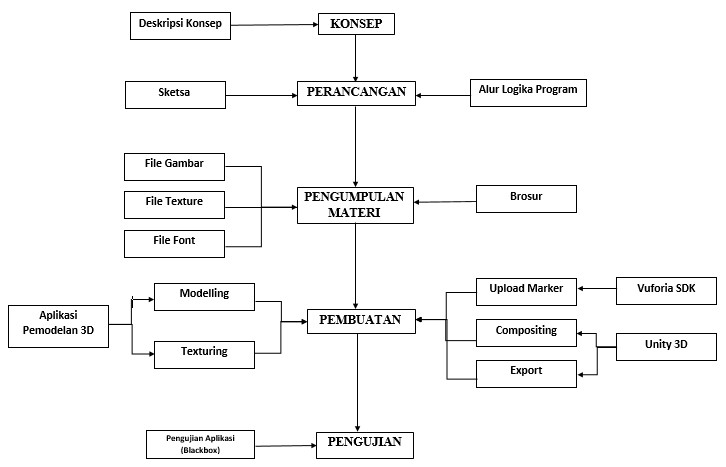 Deskripsi Konsep
KONSEP
Sketsa
PERANCANGAN
Alur Logika Program
File Gambar
File Texture
File Font
PENGUMPULAN
MATERI
Brosur
Aplikasi
Pemodelan 3D
Modelling
Texturing
PEMBUATAN
Upload Marker
Compositing
Export
Vuforia SDK
Unity 3D
Pengujian Aplikasi
(Blackbox)
PENGUJIAN